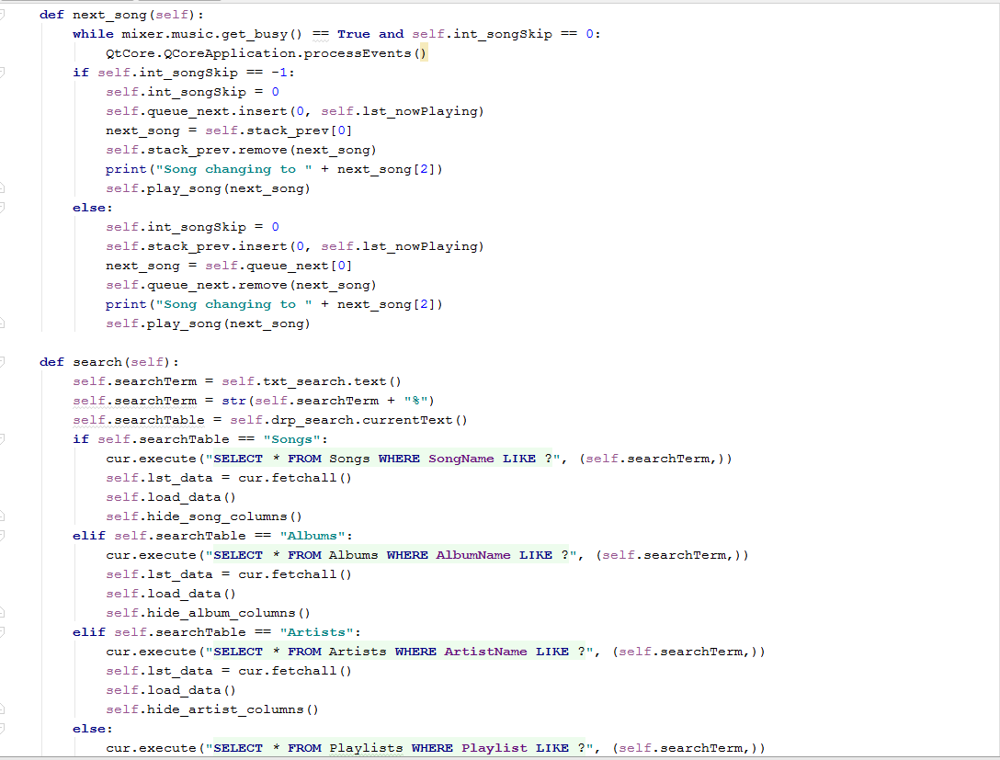 def next_song(self):
    while mixer.music.get_busy() == True and self.int_songSkip == 0:
        QtCore.QCoreApplication.processEvents()
    if self.int_songSkip == -1:
        self.int_songSkip = 0
        self.queue_next.insert(0, self.lst_nowPlaying)
        next_song = self.stack_prev[0]
        self.stack_prev.remove(next_song)
        print("Song changing to " + next_song[2])
        self.play_song(next_song)
    else:
        self.int_songSkip = 0
        self.stack_prev.insert(0, self.lst_nowPlaying)
        next_song = self.queue_next[0]
        self.queue_next.remove(next_song)
        print("Song changing to " + next_song[2])
        self.play_song(next_song)

def search(self):
    self.searchTerm = self.txt_search.text()
    self.searchTerm = str(self.searchTerm + "%")
    self.searchTable = self.drp_search.currentText()
    if self.searchTable == "Songs":
        cur.execute("SELECT * FROM Songs WHERE SongName LIKE ?", (self.searchTerm,))
        self.lst_data = cur.fetchall()
        self.load_data()
        self.hide_song_columns()
    elif self.searchTable == "Albums":
        cur.execute("SELECT * FROM Albums WHERE AlbumName LIKE ?", (self.searchTerm,))
        self.lst_data = cur.fetchall()
        self.load_data()
        self.hide_album_columns()
    elif self.searchTable == "Artists":
        cur.execute("SELECT * FROM Artists WHERE ArtistName LIKE ?", (self.searchTerm,))
        self.lst_data = cur.fetchall()
        self.load_data()
        self.hide_artist_columns()
    else:
        cur.execute("SELECT * FROM Playlists WHERE Playlist LIKE ?", (self.searchTerm,))